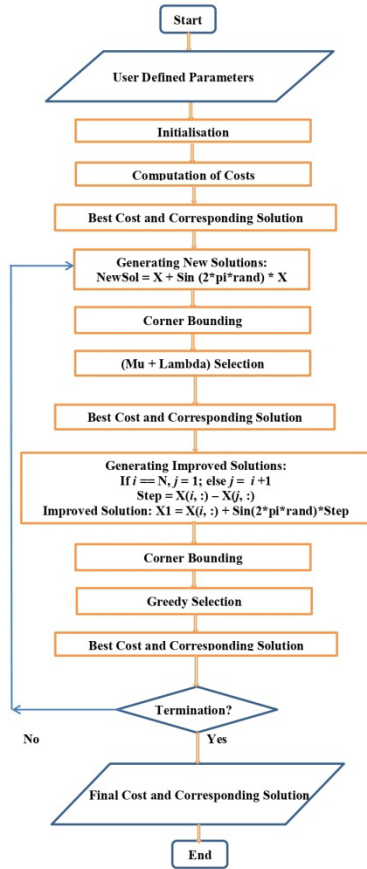 Start
User Defined Parameters
Initialisation
Computation of Costs
Best Cost and Corresponding Solution
Generating New Solutions:
NewSol = X + Sin (2*pi*rand) * X
Corner Bounding
(Mu + Lambda) Selection
Best Cost and Corresponding Solution
Generating Improved Solutions:
If i == N, j = 1; else j = i +1
Step = X(i, :) – X(j, :)
Improved Solution: X1 = X(i, :) + Sin(2*pi*rand)*Step
Corner Bounding
Greedy Selection
Best Cost and Corresponding Solution
Termination?
No Yes
Final Cost and Corresponding Solution
End